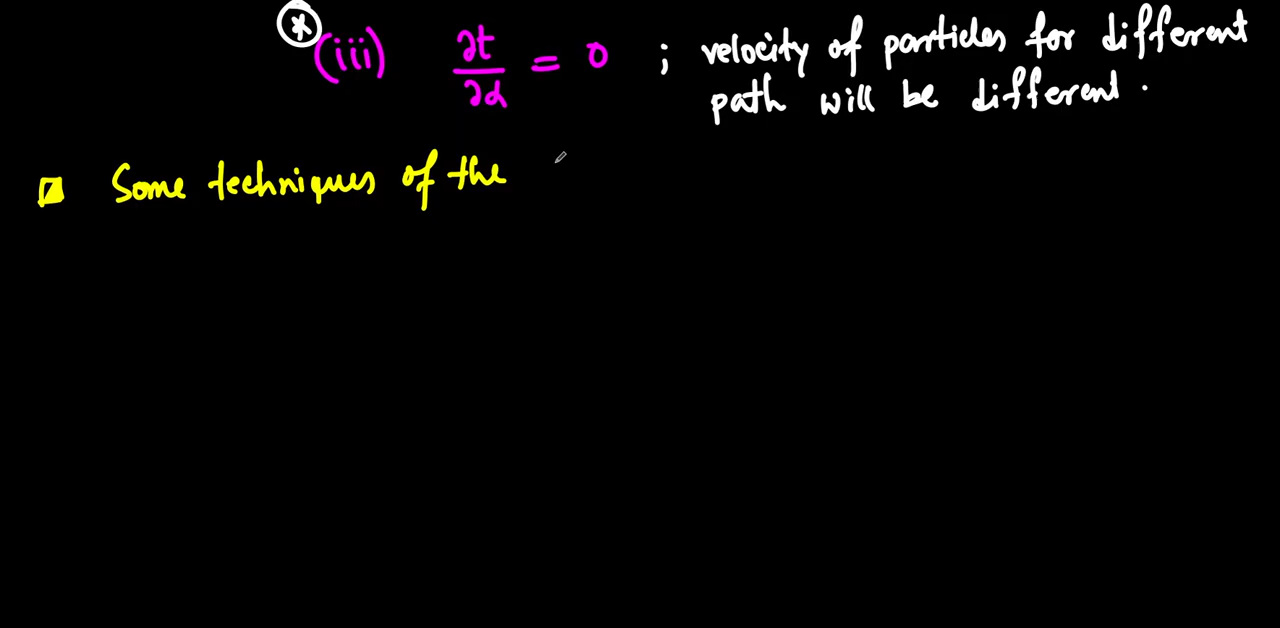 * (iii) ∂t/∂α = 0 ; velocity of particles for different
path will be different.
Some techniques of the